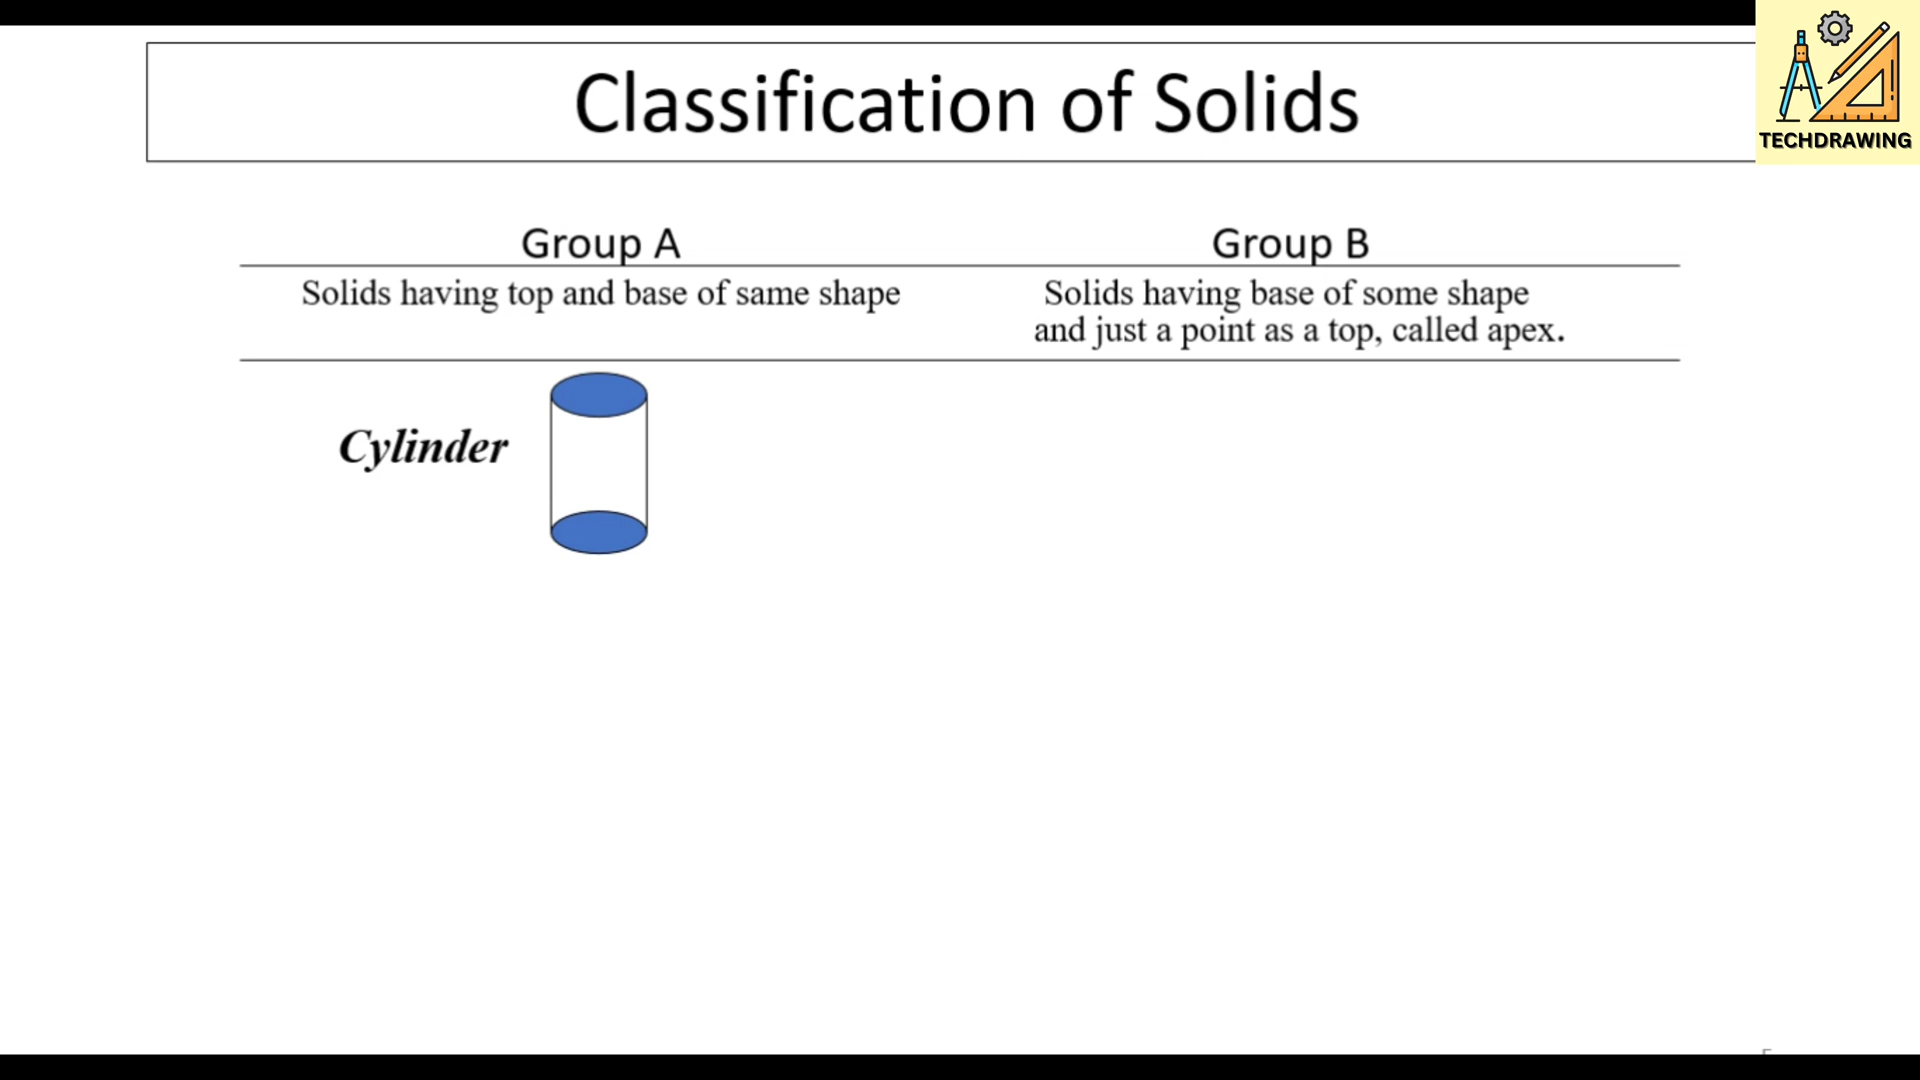 Classification of Solids
TECHDRAWING
Group A
Group B
Solids having top and base of same shape
Solids having base of some shape
and just a point as a top, called apex.
Cylinder